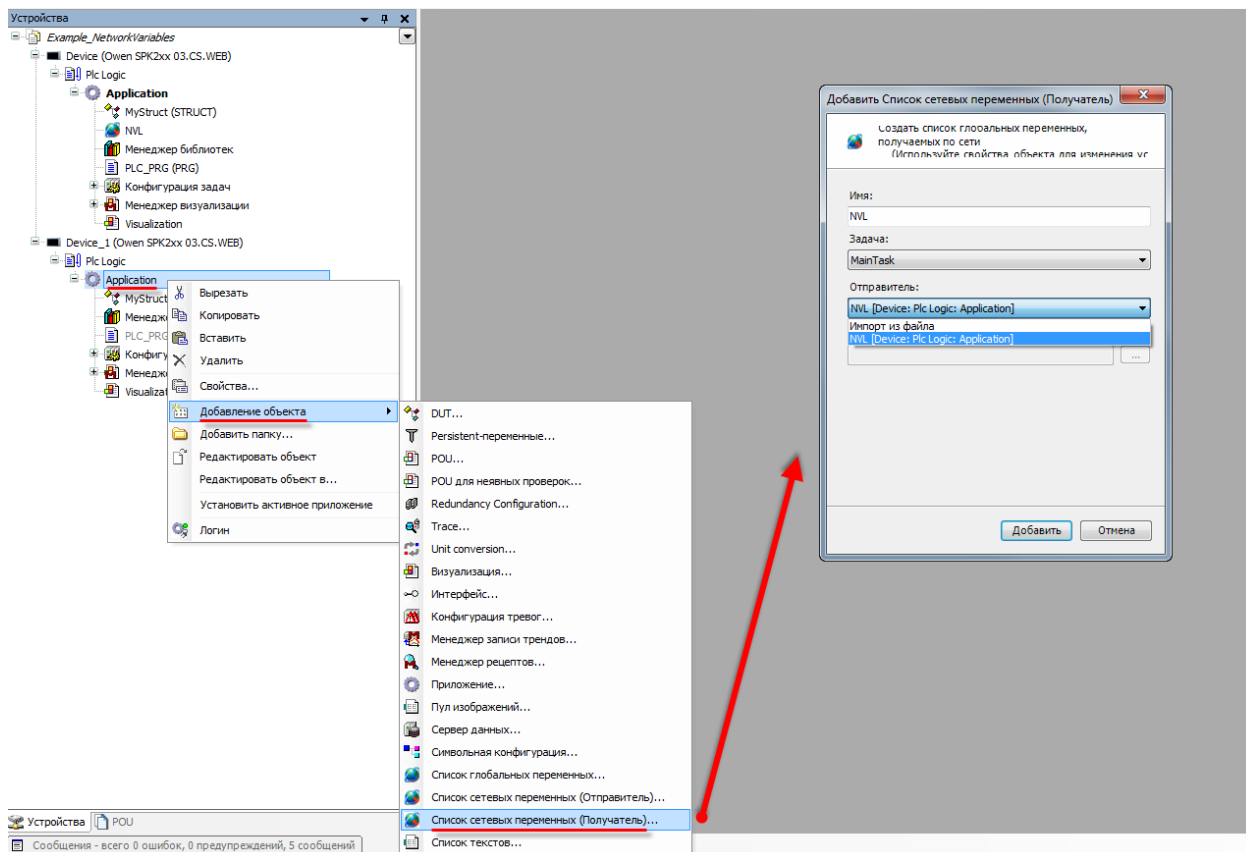 Устройства
Example_NetworkVariables
Device (Owen SPK2xx 03.CS.WEB)
Plc Logic
Application
MyStruct (STRUCT)
NVL
Менеджер библиотек
PLC_PRG (PRG)
Конфигурация задач
Менеджер визуализации
Visualization
Device_1 (Owen SPK2xx 03.CS.WEB)
Plc Logic
Application
MyStruct
Менедже
PLC_PRG
Конфигу
Менедже
Visualizat
Вырезать
Копировать
Вставить
Удалить
Свойства...
Добавление объекта
Добавить папку...
Редактировать объект
Редактировать объект в...
Установить активное приложение
Логин
DUT...
Persistent-переменные...
POU...
POU для неявных проверок...
Redundancy Configuration...
Trace...
Unit conversion...
Визуализация...
Интерфейс...
Конфигурация тревог...
Менеджер записи трендов...
Менеджер рецептов...
Приложение...
Пул изображений...
Сервер данных...
Символьная конфигурация...
Список глобальных переменных...
Список сетевых переменных (Отправитель)...
Список сетевых переменных (Получатель)...
Список текстов...
Добавить Список сетевых переменных (Получатель)
Создать список глобальных переменных,
получаемых по сети
(Используйте свойства объекта для изменения ус
Имя:
NVL
Задача:
MainTask
Отправитель:
NVL [Device: Plc Logic: Application]
Импорт из файла
NVL [Device: Plc Logic: Application]
...
Добавить
Отмена
Устройства
POU
Сообщения - всего 0 ошибок, 0 предупреждений, 5 сообщений